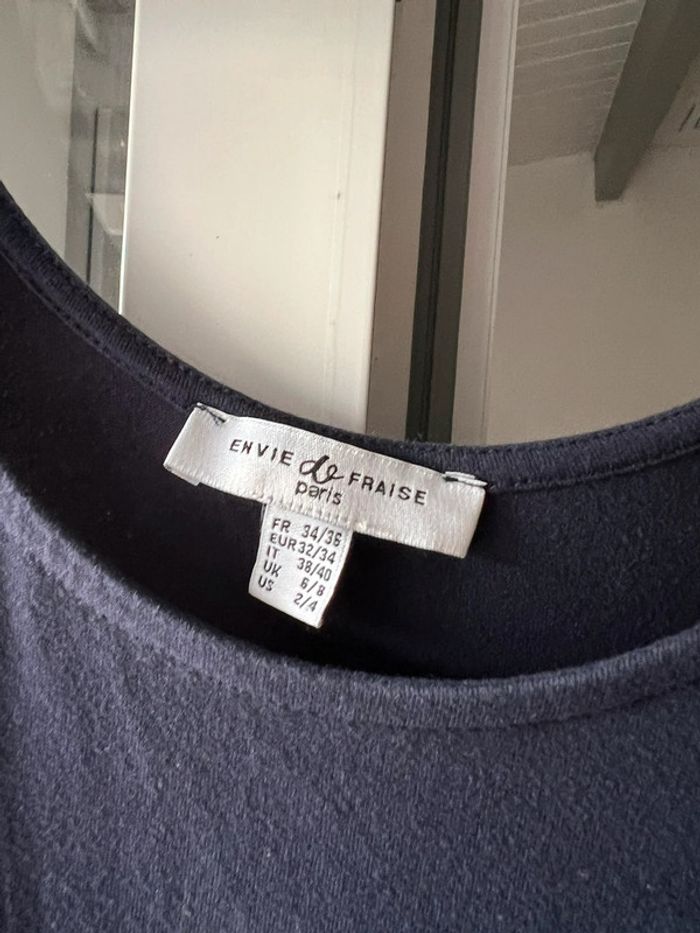 ENVIE de FRAISE
paris
FR 34/36
EUR 32/34
IT 38/40
UK 6/8
US 2/4